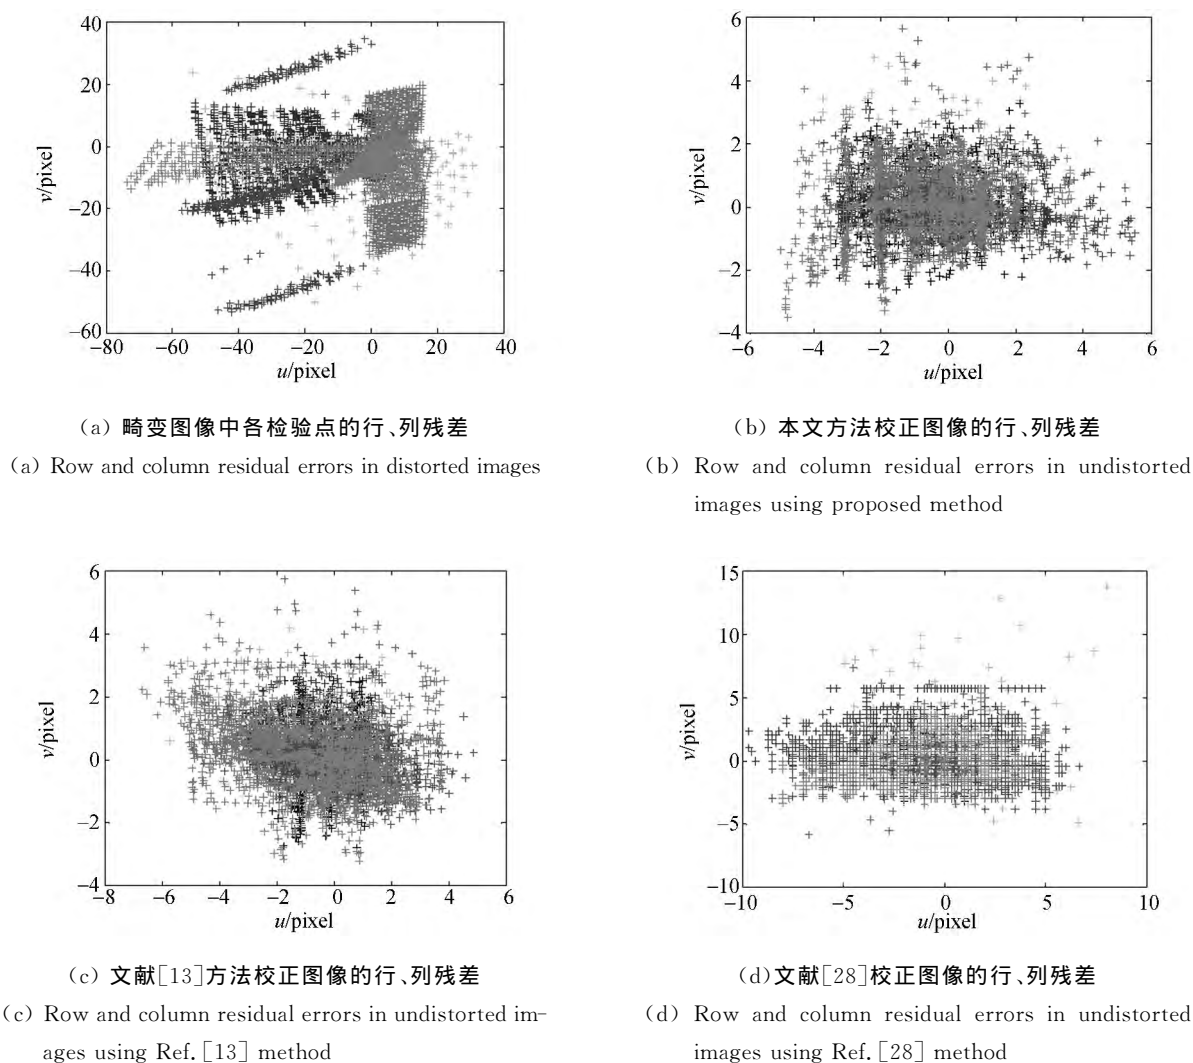 40
20
0
−20
−40
−60
−80
−60
−40
−20
0
20
40
v/pixel
u/pixel
6
4
2
0
−2
−4
−6
−4
−2
0
2
4
6
v/pixel
u/pixel
(a) 畸变图像中各检验点的行、列残差
(a) Row and column residual errors in distorted images
(b) 本文方法校正图像的行、列残差
(b) Row and column residual errors in undistorted
images using proposed method
6
4
2
0
−2
−4
−8
−6
−4
−2
0
2
4
6
v/pixel
u/pixel
15
10
5
0
−5
−10
−10
−5
0
5
10
v/pixel
u/pixel
(c) 文献[13]方法校正图像的行、列残差
(c) Row and column residual errors in undistorted im-
ages using Ref. [13] method
(d)文献[28]校正图像的行、列残差
(d) Row and column residual errors in undistorted
images using Ref. [28] method